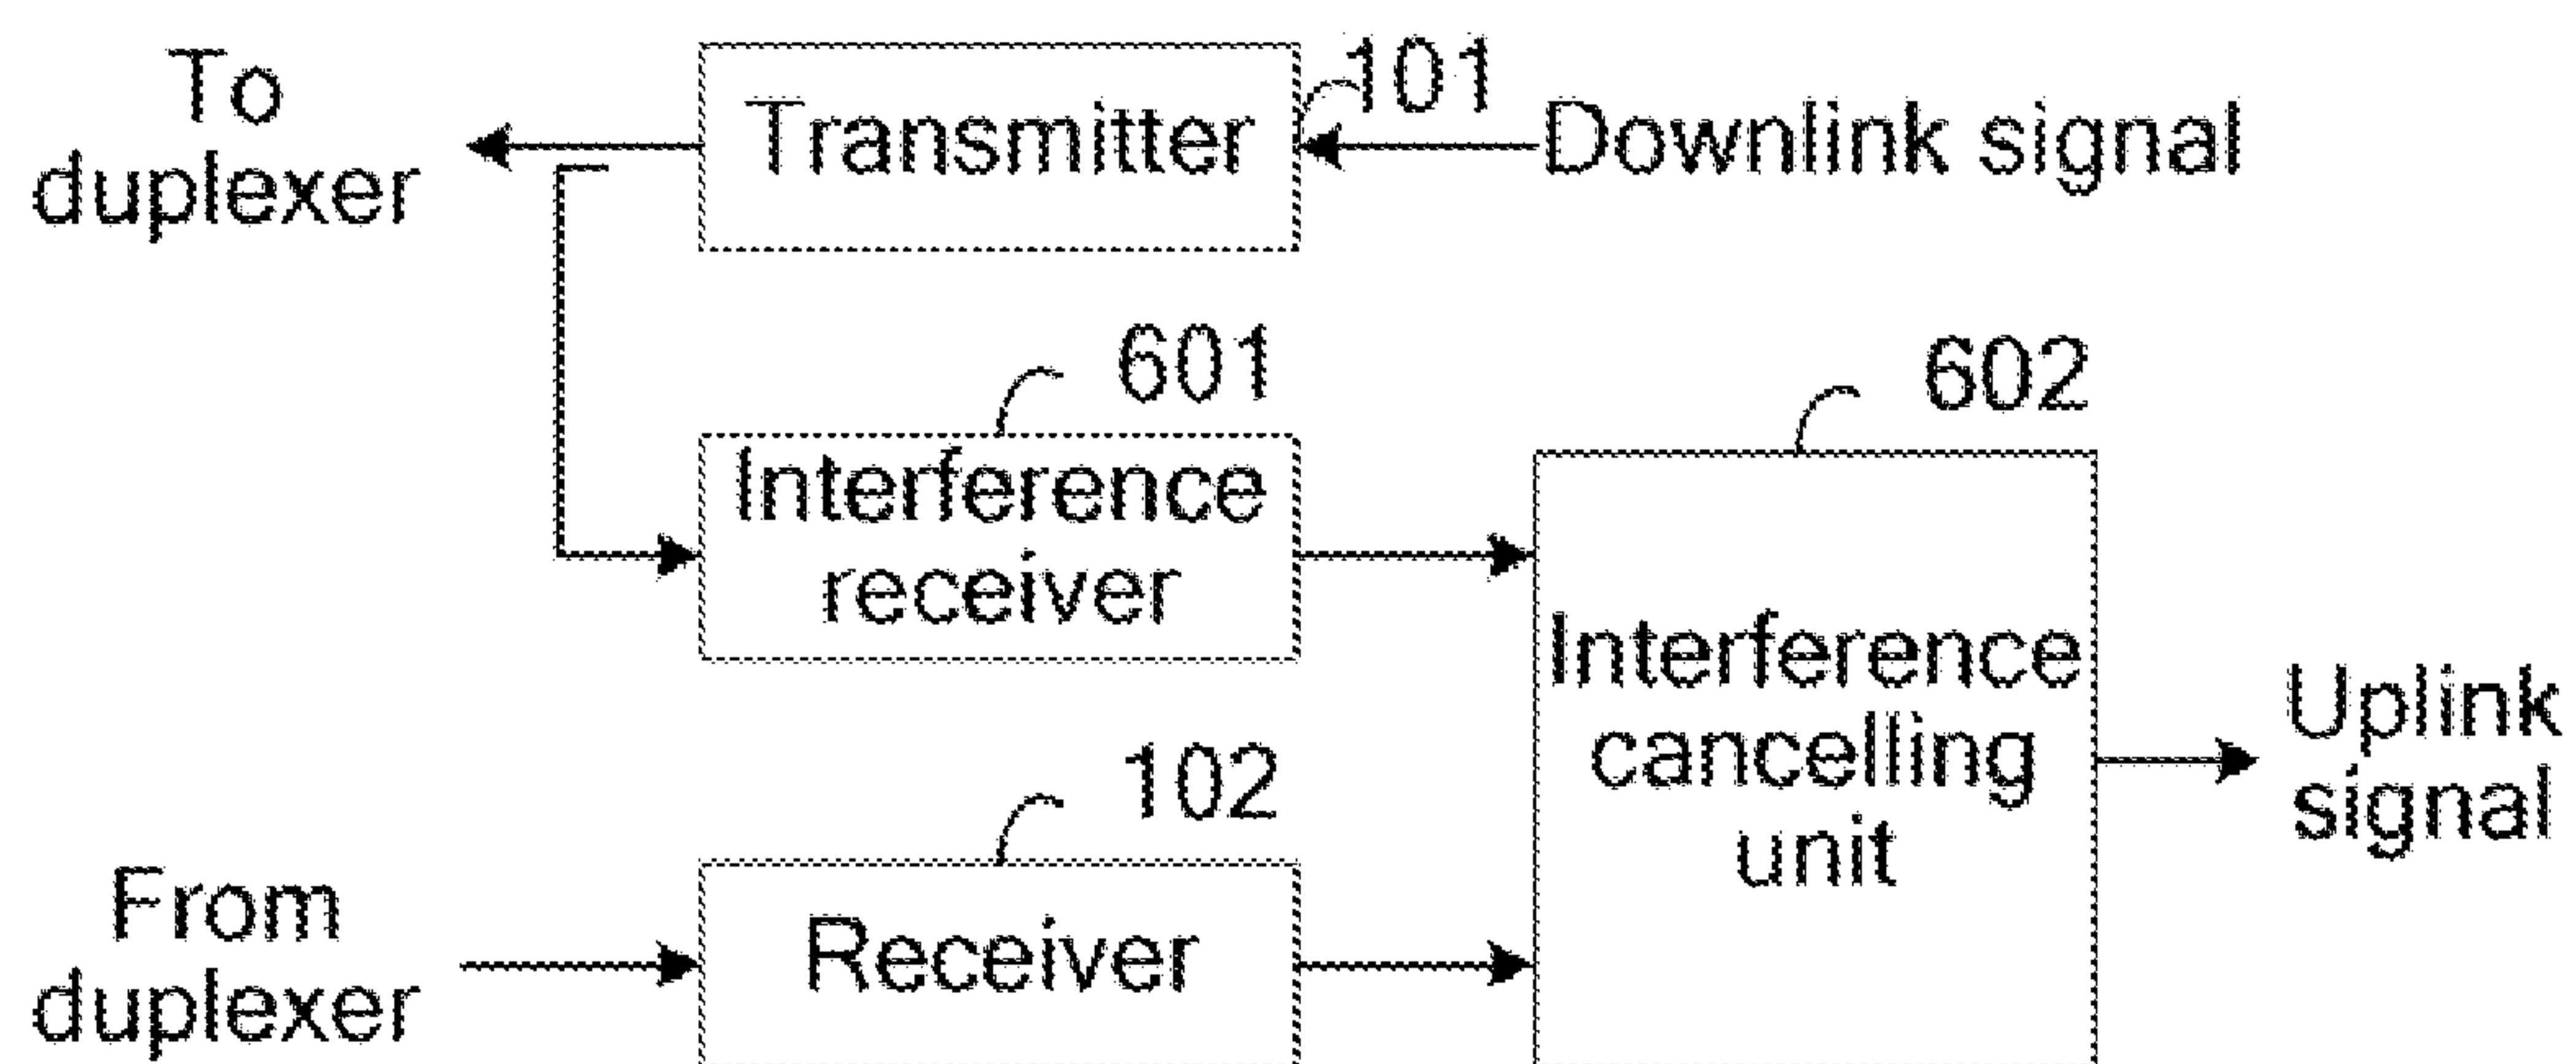 To
duplexer
Transmitter
101
Downlink signal
601
Interference
receiver
602
Interference
cancelling
unit
Uplink
signal
102
From
duplexer
Receiver